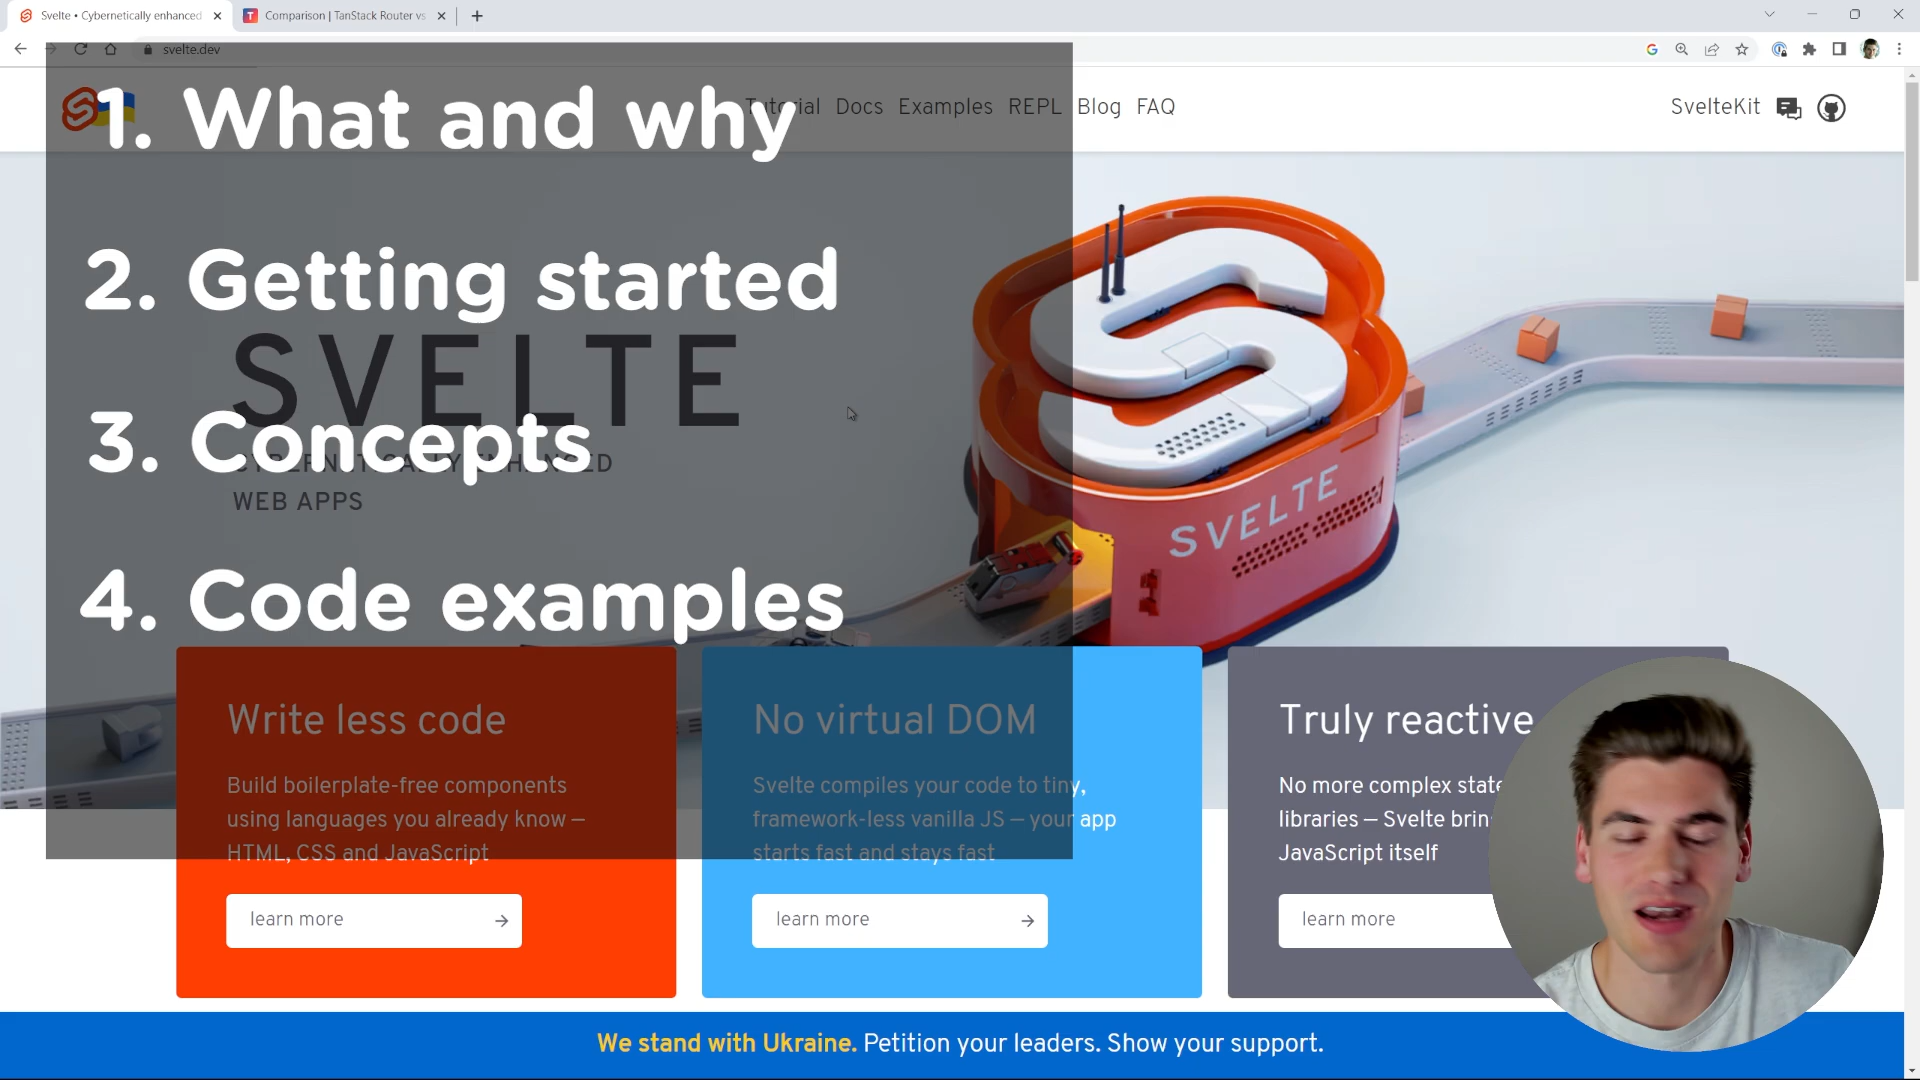 Svelte • Cybernetically enhanced
Comparison | TanStack Router vs
svelte.dev
Tutorial Docs Examples REPL Blog FAQ
SvelteKit
1. What and why
2. Getting started
SVELTE
3. Concepts
CYBERNETICALLY ENHANCED
WEB APPS
4. Code examples
SVELTE
Write less code
Build boilerplate-free components
using languages you already know —
HTML, CSS and JavaScript
learn more
No virtual DOM
Svelte compiles your code to tiny,
framework-less vanilla JS — your app
starts fast and stays fast
learn more
Truly reactive
No more complex state
libraries — Svelte brin
JavaScript itself
learn more
We stand with Ukraine. Petition your leaders. Show your support.